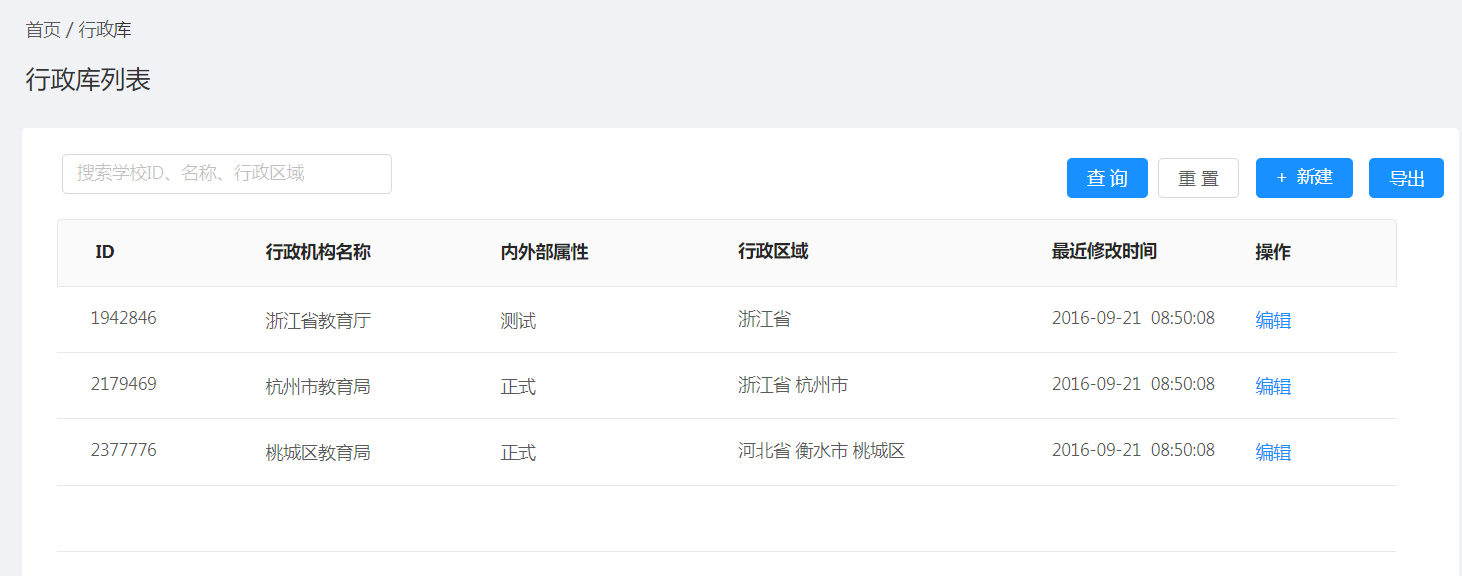 首页 / 行政库
行政库列表
搜索学校ID、名称、行政区域 查 询 重 置 + 新建 导出
ID 行政机构名称 内外部属性 行政区域 最近修改时间 操作
1942846 浙江省教育厅 测试 浙江省 2016-09-21 08:50:08 编辑
2179469 杭州市教育局 正式 浙江省 杭州市 2016-09-21 08:50:08 编辑
2377776 桃城区教育局 正式 河北省 衡水市 桃城区 2016-09-21 08:50:08 编辑